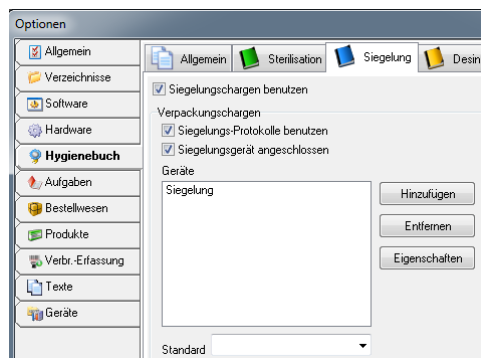 Optionen
Allgemein
Verzeichnisse
Software
Hardware
Hygienebuch
Aufgaben
Bestellwesen
Produkte
Verbr.-Erfassung
Texte
Geräte
Allgemein Sterilisation Siegelung Desin
Siegelungschargen benutzen
Verpackungschargen
Siegelungs-Protokolle benutzen
Siegelungsgerät angeschlossen
Geräte
Siegelung
Hinzufügen
Entfernen
Eigenschaften
Standard